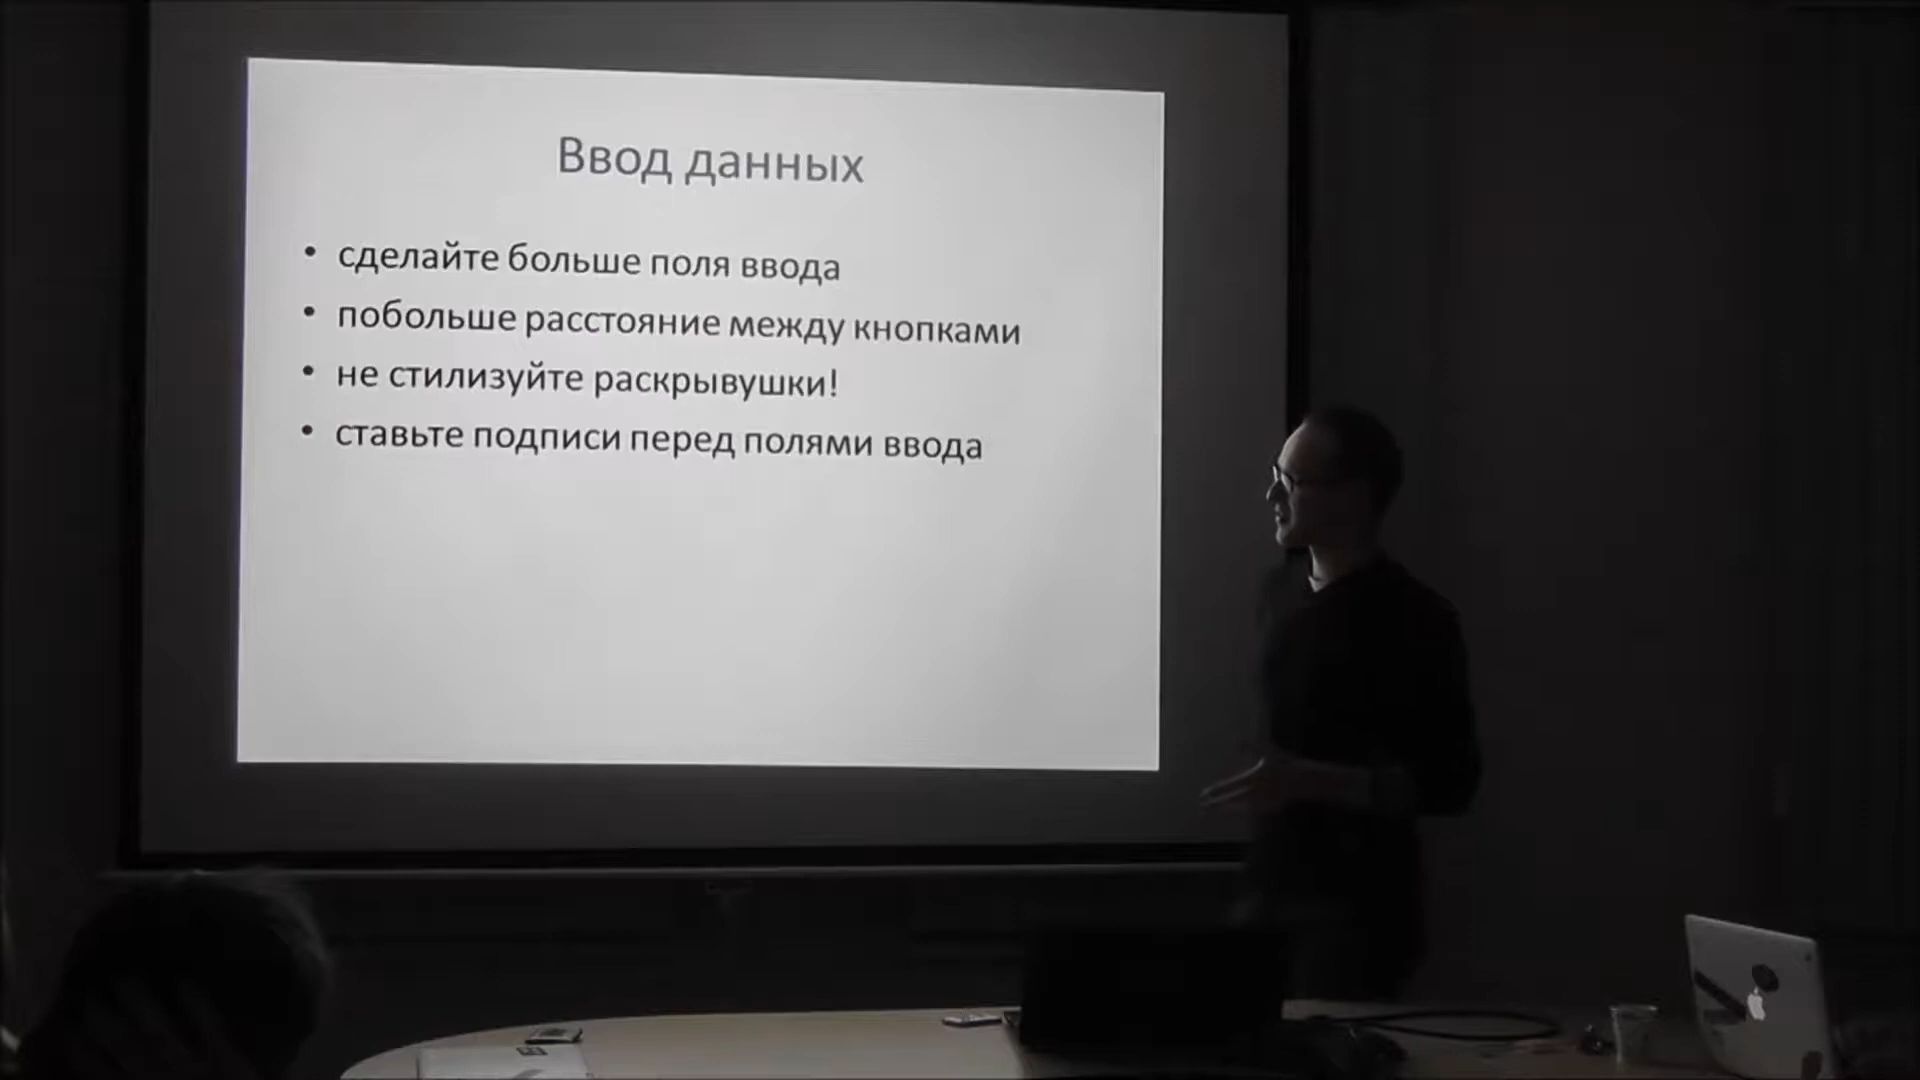 Ввод данных
• сделайте больше поля ввода
• побольше расстояние между кнопками
• не стилизуйте раскрывушки!
• ставьте подписи перед полями ввода